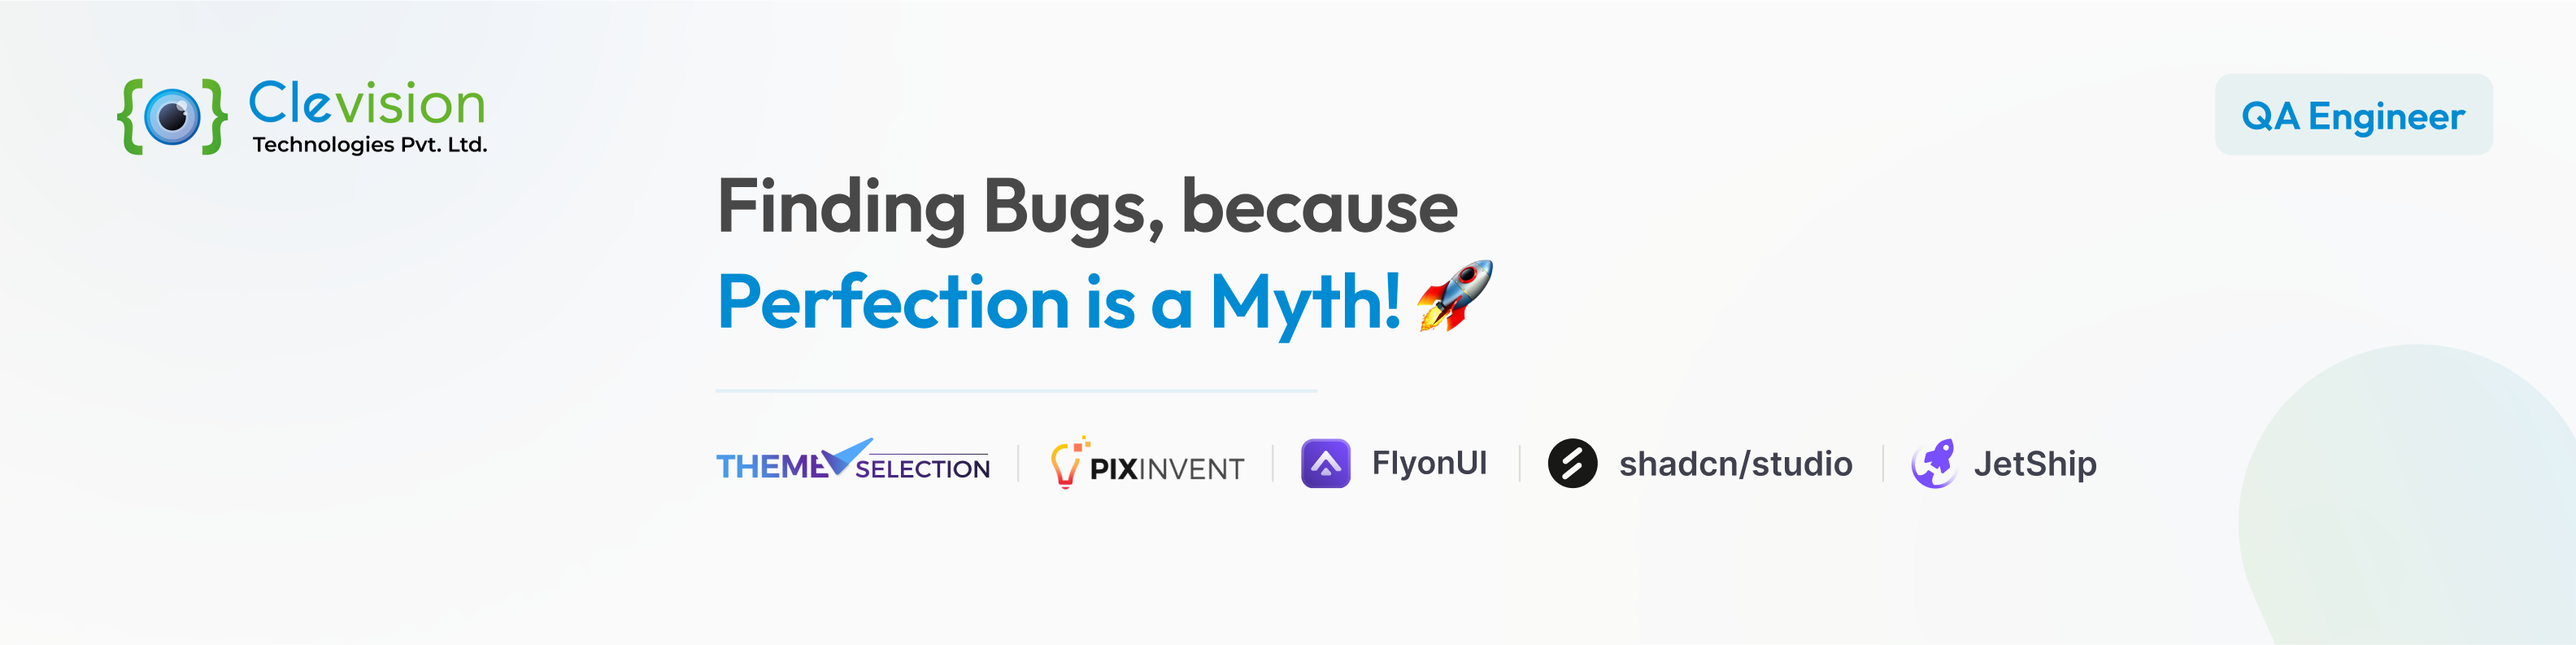 Clevision
Technologies Pvt. Ltd.
QA Engineer
Finding Bugs, because
Perfection is a Myth! 🚀
THEMESELECTION
PIXINVENT
FlyonUI
shadcn/studio
JetShip